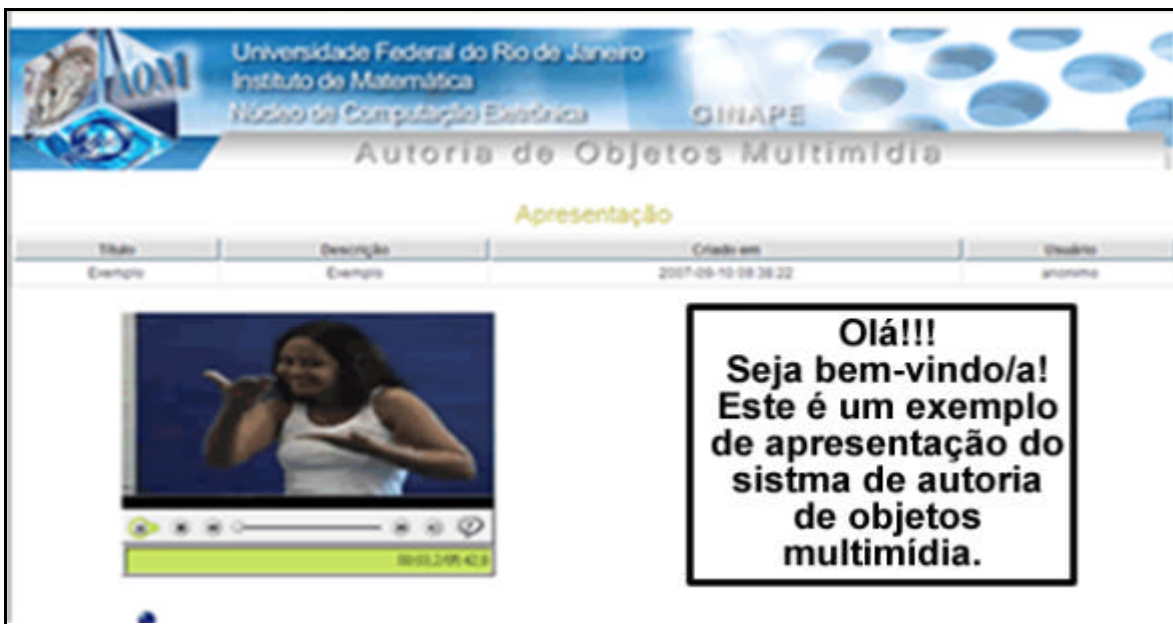 AOM
Universidade Federal do Rio de Janeiro
Instituto de Matemática
Núcleo de Computação Eletrônica
GINAPE
Autoria de Objetos Multimídia
Apresentação
Título Descrição Criado em Usuário
Exemplo Exemplo 2007-09-10 09:38:22 anonimo
Olá!!!
Seja bem-vindo/a!
Este é um exemplo
de apresentação do
sistma de autoria
de objetos
multimídia.